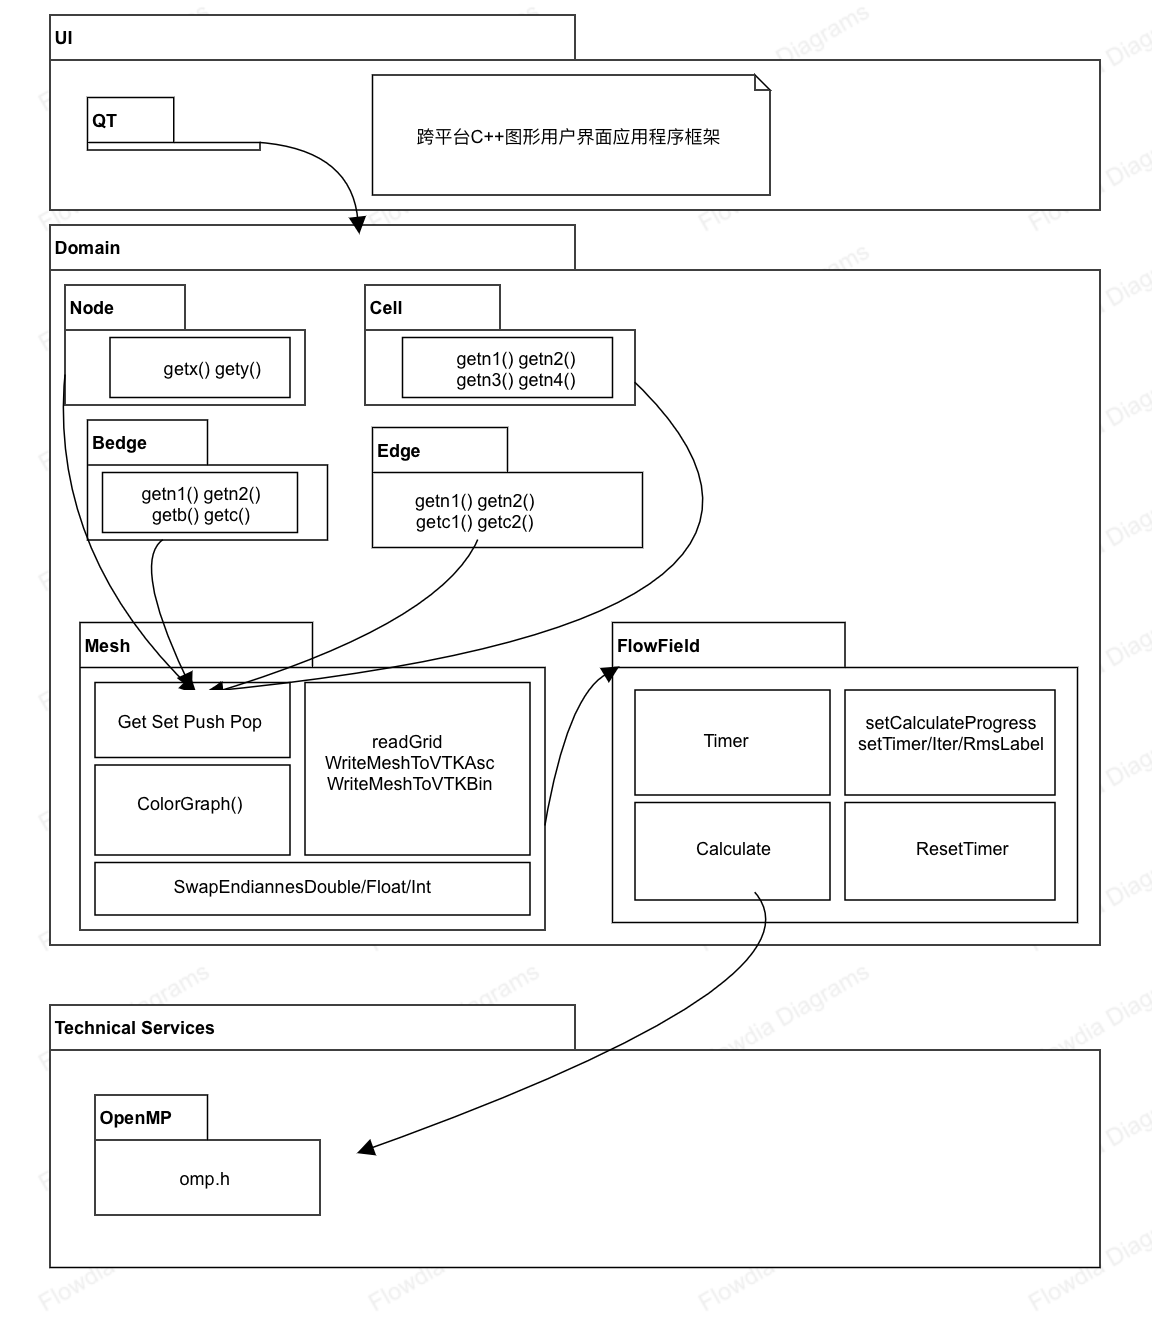 UI
QT
跨平台C++图形用户界面应用程序框架
Domain
Node
getx() gety()
Cell
getn1() getn2()
getn3() getn4()
Bedge
getn1() getn2()
getb() getc()
Edge
getn1() getn2()
getc1() getc2()
Mesh
Get Set Push Pop
readGrid
WriteMeshToVTKAsc
WriteMeshToVTKBin
ColorGraph()
SwapEndiannesDouble/Float/Int
FlowField
Timer
setCalculateProgress
setTimer/Iter/RmsLabel
Calculate
ResetTimer
Technical Services
OpenMP
omp.h
Flowdia Diagrams